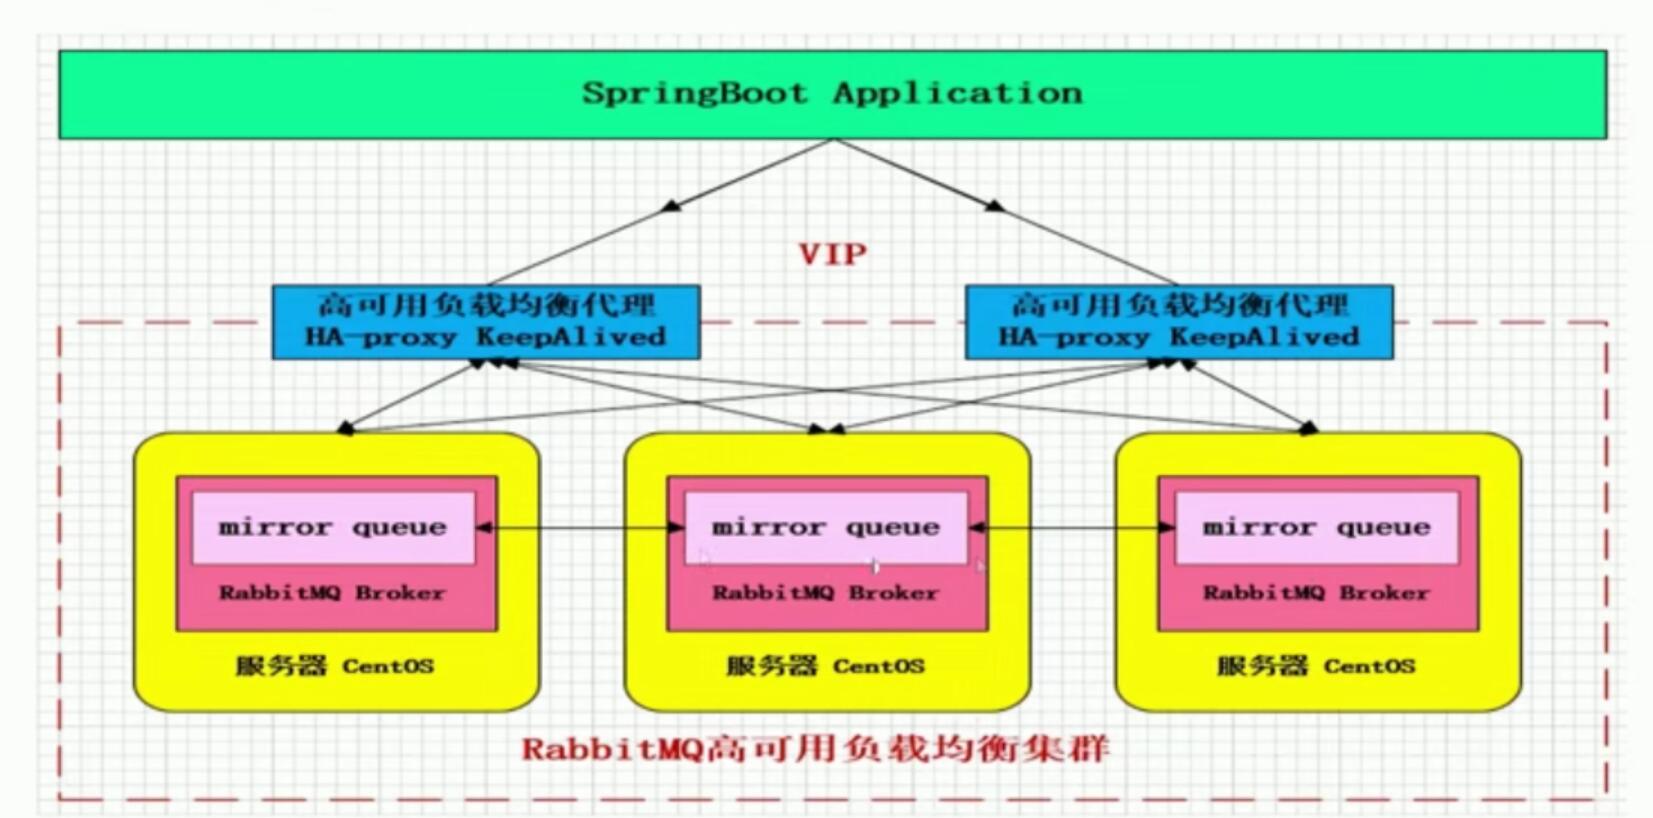 SpringBoot Application
VIP
高可用负载均衡代理
HA-proxy KeepAlived
高可用负载均衡代理
HA-proxy KeepAlived
mirror queue
RabbitMQ Broker
服务器 CentOS
mirror queue
RabbitMQ Broker
服务器 CentOS
mirror queue
RabbitMQ Broker
服务器 CentOS
RabbitMQ高可用负载均衡集群